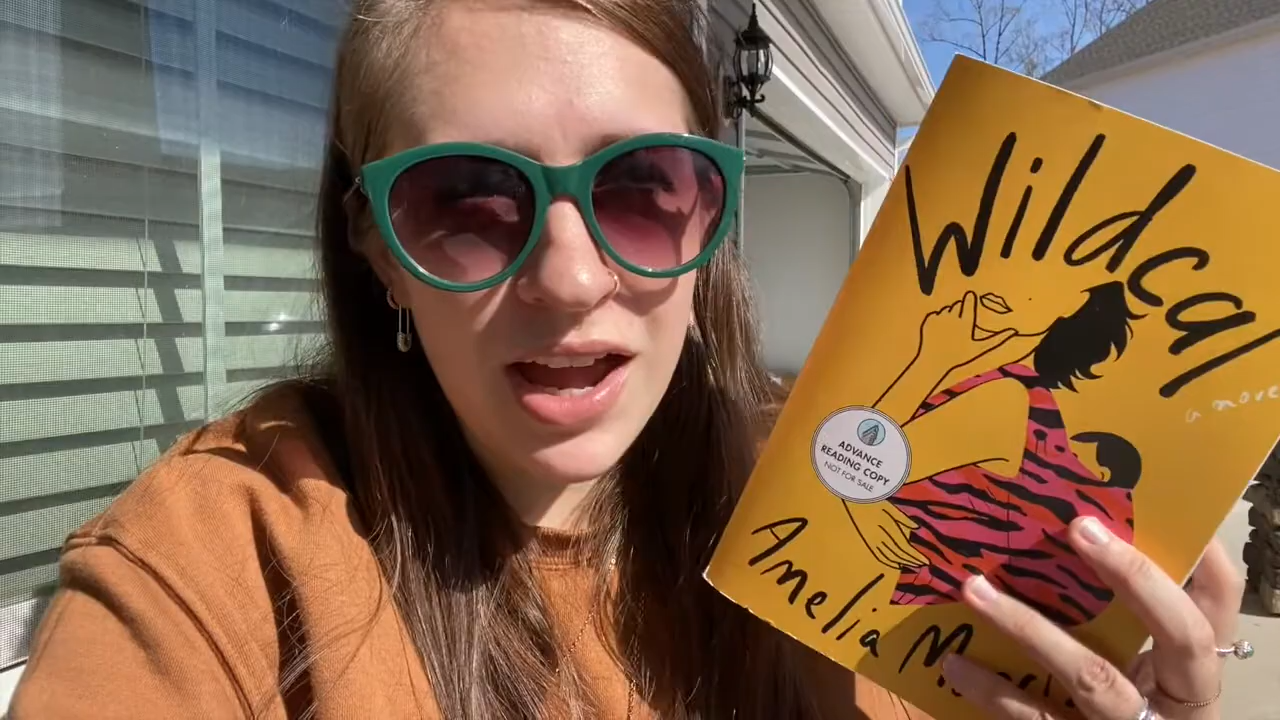 Wildcat
a novel
ADVANCE
READING COPY
NOT FOR SALE
Amelia